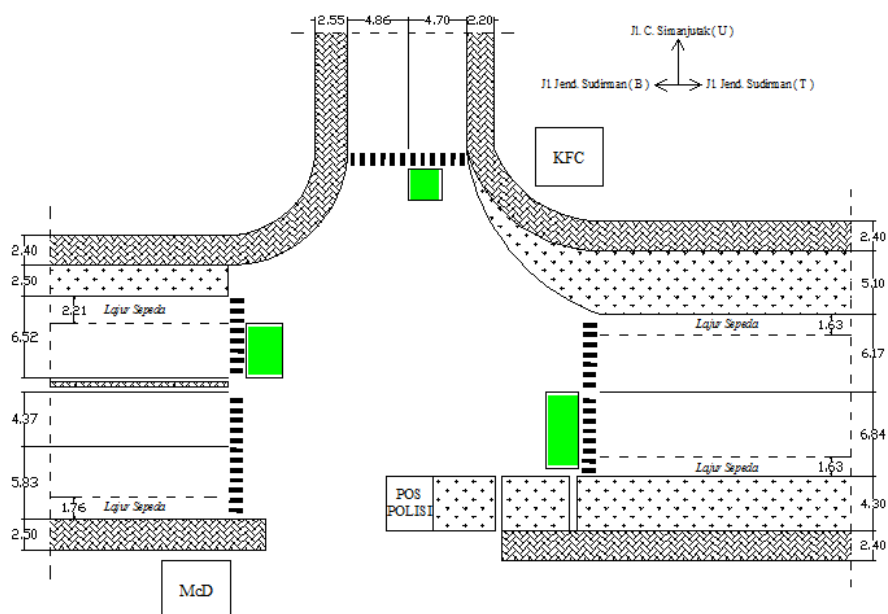 2.55 4.86 4.70 2.20
Jl. C. Simanjutak ( U )
Jl Jend. Sudirman ( B )
Jl Jend. Sudirman ( T )
KFC
2.40
2.50
2.21
Lajur Sepeda
6.52
4.37
5.83
1.76
Lajur Sepeda
2.50
2.40
5.10
Lajur Sepeda
1.63
6.17
6.84
Lajur Sepeda
1.63
4.30
2.40
POS
POLISI
McD